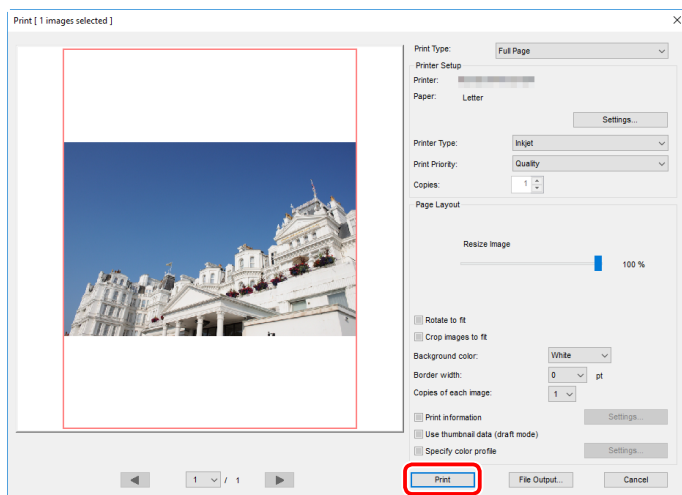 Print [ 1 images selected ]
Print Type: Full Page
Printer Setup
Printer:
Paper: Letter
Settings...
Printer Type: Inkjet
Print Priority: Quality
Copies: 1
Page Layout
Resize Image
100 %
Rotate to fit
Crop images to fit
Background color: White
Border width: 0 pt
Copies of each image: 1
Print information Settings...
Use thumbnail data (draft mode)
Specify color profile Settings...
1 / 1 Print File Output... Cancel